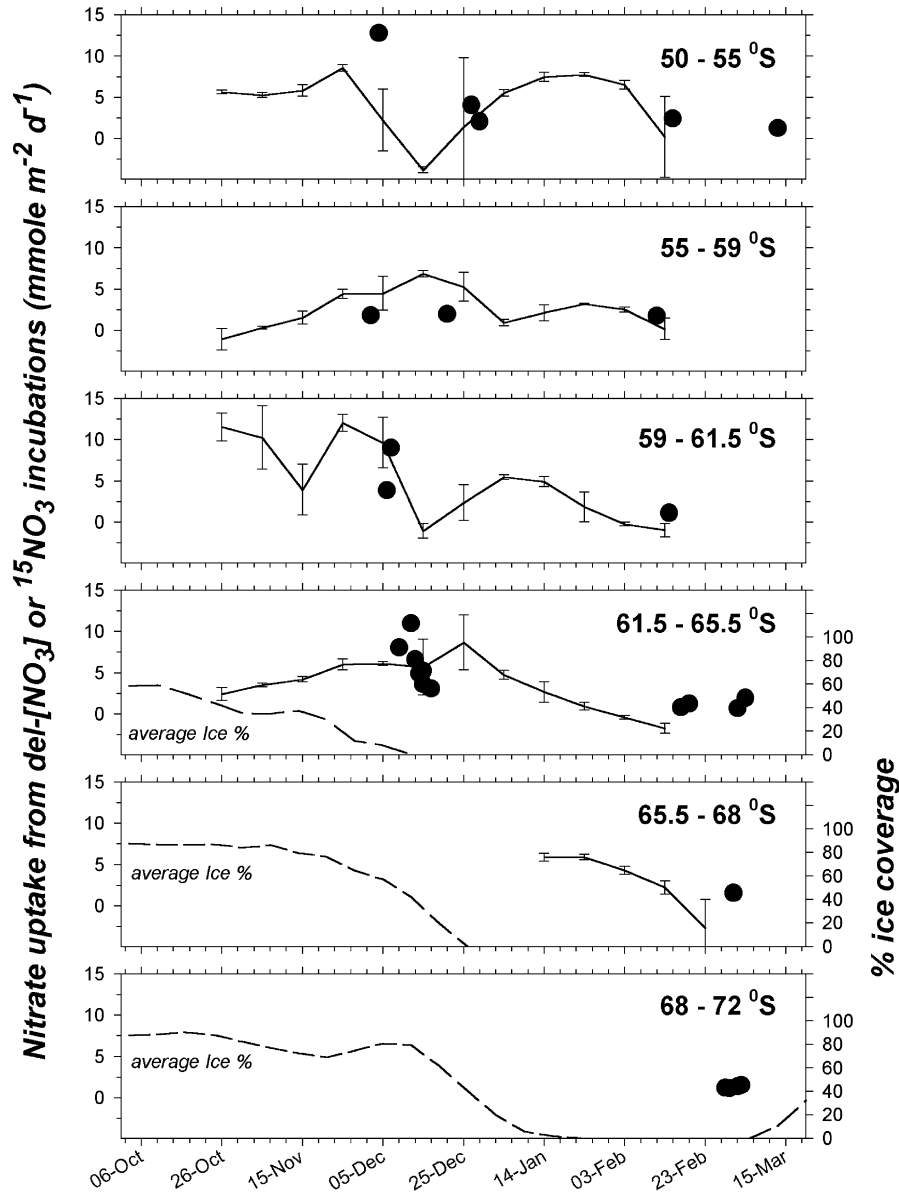 Nitrate uptake from del-[NO3] or 15NO3 incubations (mmole m-2 d-1)
15
10
5
0
50 - 55 0S
15
10
5
0
55 - 59 0S
15
10
5
0
59 - 61.5 0S
15
10
5
0
61.5 - 65.5 0S
average Ice %
100
80
60
40
20
0
15
10
5
0
65.5 - 68 0S
average Ice %
100
80
60
40
20
0
15
10
5
0
68 - 72 0S
average Ice %
100
80
60
40
20
0
% ice coverage
06-Oct
26-Oct
15-Nov
05-Dec
25-Dec
14-Jan
03-Feb
23-Feb
15-Mar